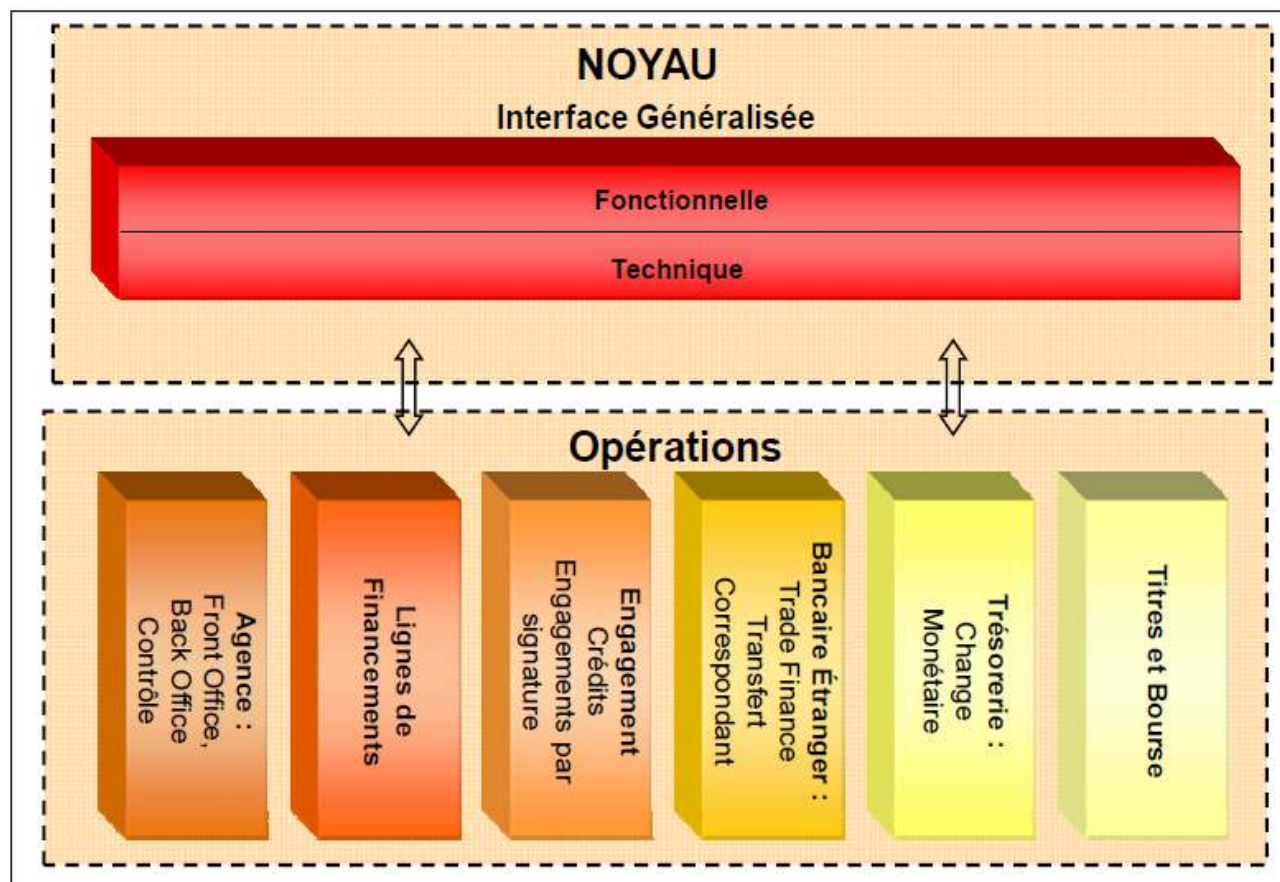 NOYAU
Interface Généralisée
Fonctionnelle
Technique
Opérations
Agence :
Front Office,
Back Office
Contrôle
Lignes de
Financements
Engagement
Crédits
Engagements par
signature
Bancaire Étranger :
Trade Finance
Transfert
Correspondant
Trésorerie :
Change
Monétaire
Titres et Bourse